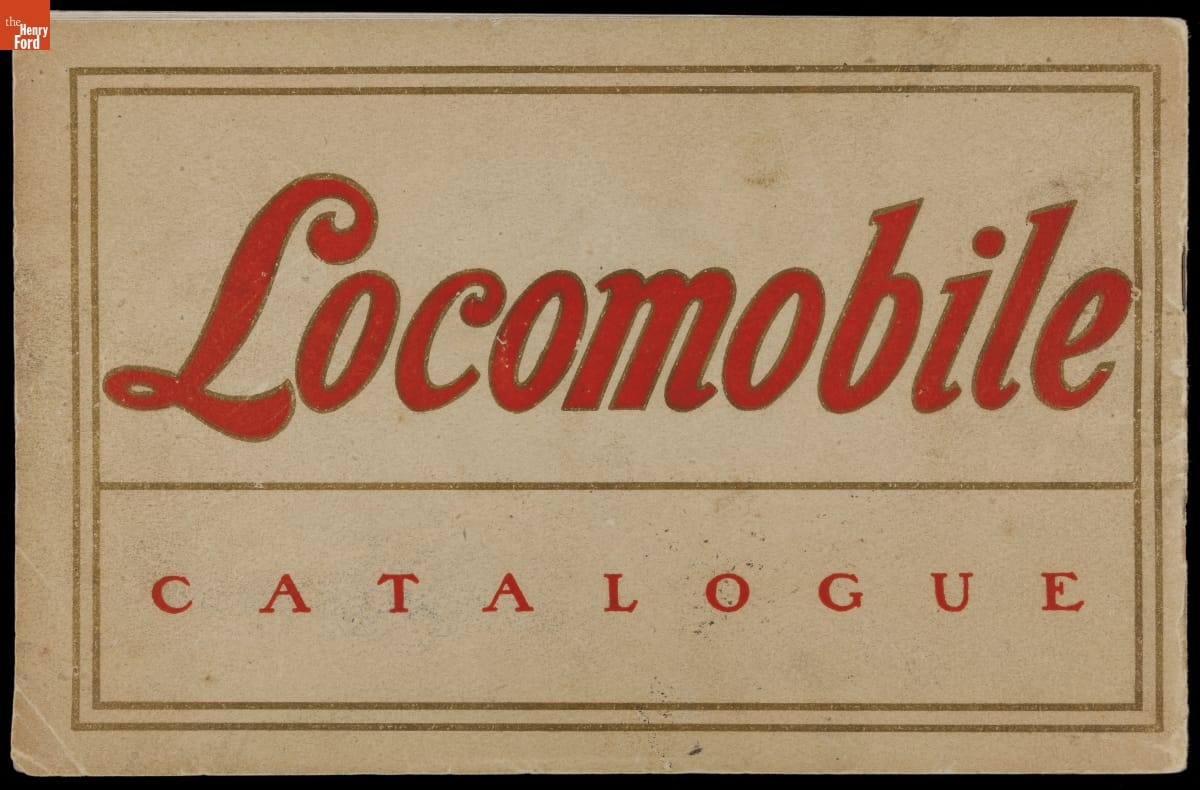 the
Henry
Ford
Locomobile
CATALOGUE